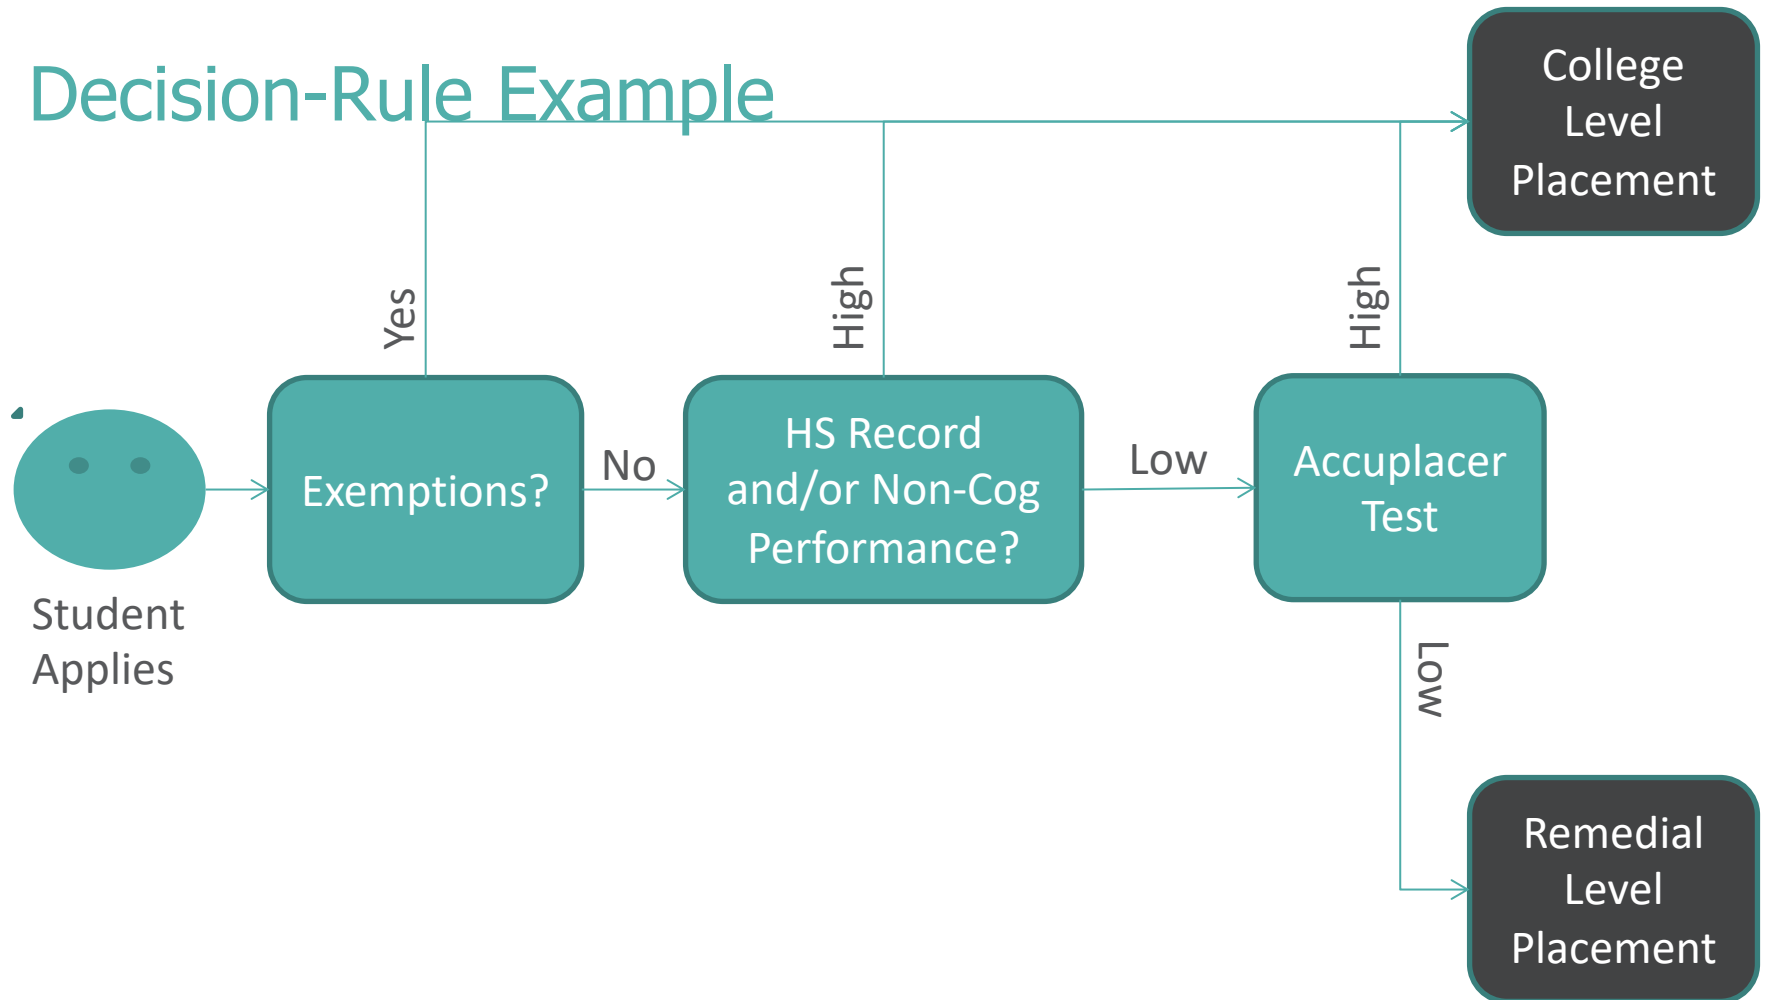 Decision-Rule Example
College
Level
Placement
Yes
High
High
Student
Applies
Exemptions?
No
HS Record
and/or Non-Cog
Performance?
Low
Accuplacer
Test
Low
Remedial
Level
Placement